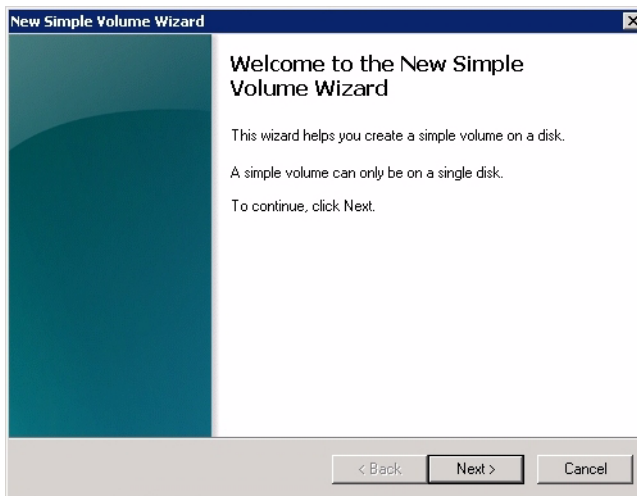 New Simple Volume Wizard
Welcome to the New Simple
Volume Wizard
This wizard helps you create a simple volume on a disk.
A simple volume can only be on a single disk.
To continue, click Next.
< Back
Next >
Cancel